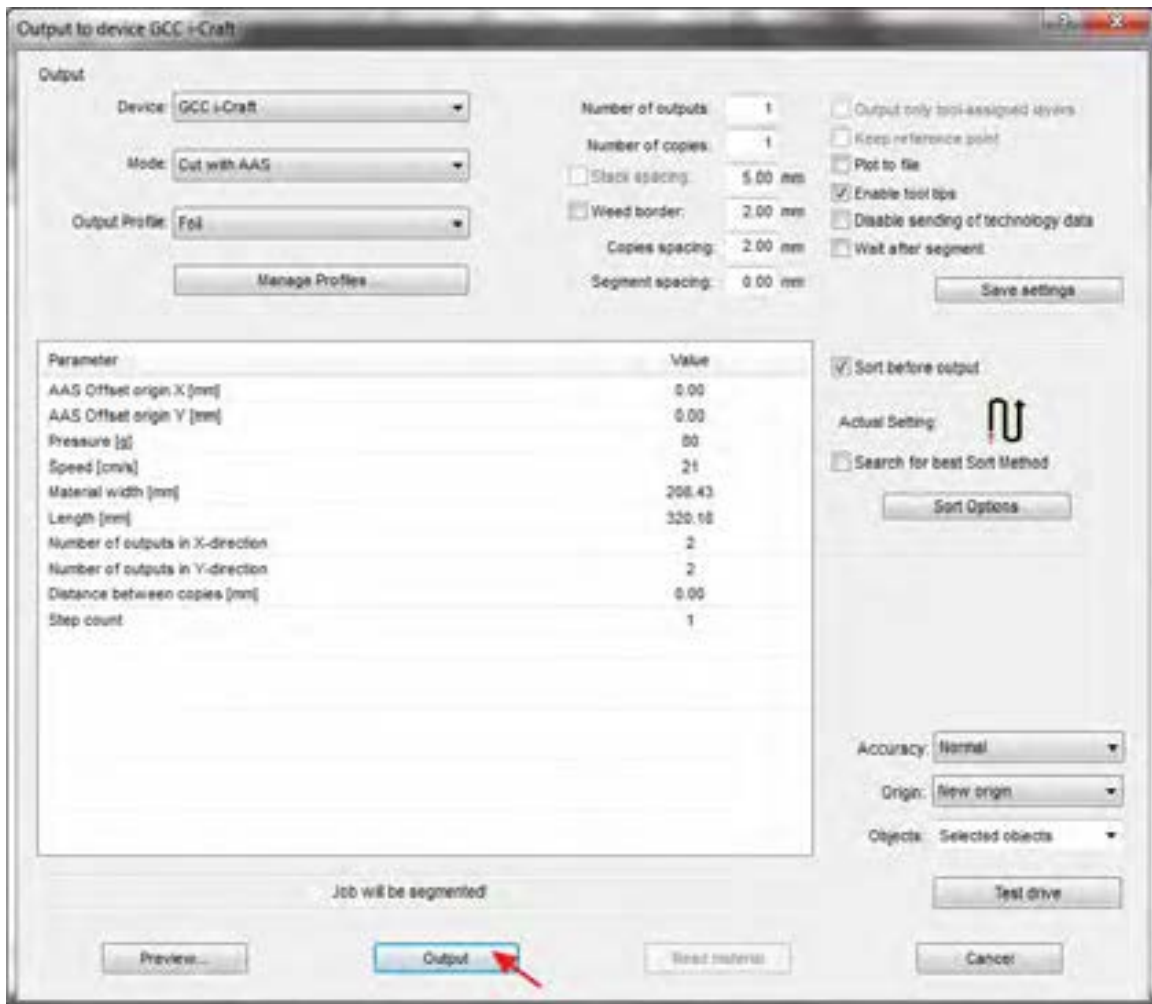 Output to device GCC i-Craft
Output
Device: GCC i-Craft
Mode: Cut with AAS
Output Profile: Foil
Manage Profiles ...
Number of outputs: 1
Number of copies: 1
Stack spacing: 5.00 mm
Weed border: 2.00 mm
Copies spacing: 2.00 mm
Segment spacing: 0.00 mm
Output only tool-assigned layers
Keep reference point
Plot to file
Enable tool tips
Disable sending of technology data
Wait after segment
Save settings
Parameter Value
AAS Offset origin X [mm] 0.00
AAS Offset origin Y [mm] 0.00
Pressure [g] 80
Speed [cm/s] 21
Material width [mm] 208.43
Length [mm] 320.18
Number of outputs in X-direction 2
Number of outputs in Y-direction 2
Distance between copies [mm] 0.00
Step count 1
Sort before output
Actual Setting:
Search for best Sort Method
Sort Options
Accuracy: Normal
Origin: New origin
Objects: Selected objects
Job will be segmented!
Test drive
Preview...
Output
Read material
Cancel